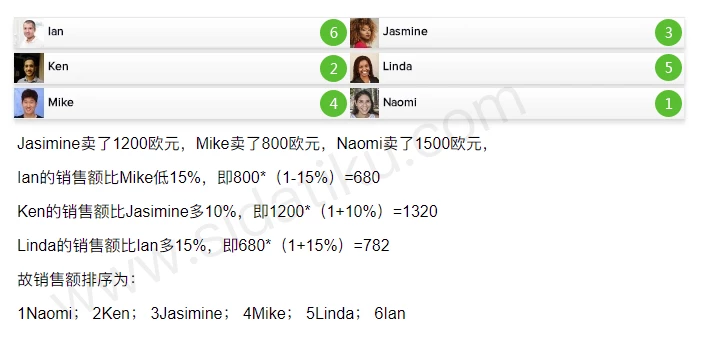 Ian 6 Jasmine 3
Ken 2 Linda 5
Mike 4 Naomi 1
Jasimine卖了1200欧元，Mike卖了800欧元，Naomi卖了1500欧元，
Ian的销售额比Mike低15%，即800*（1-15%）=680
Ken的销售额比Jasimine多10%，即1200*（1+10%）=1320
Linda的销售额比Ian多15%，即680*（1+15%）=782
故销售额排序为：
1Naomi； 2Ken； 3Jasimine； 4Mike； 5Linda； 6Ian
www.sidatiku.com